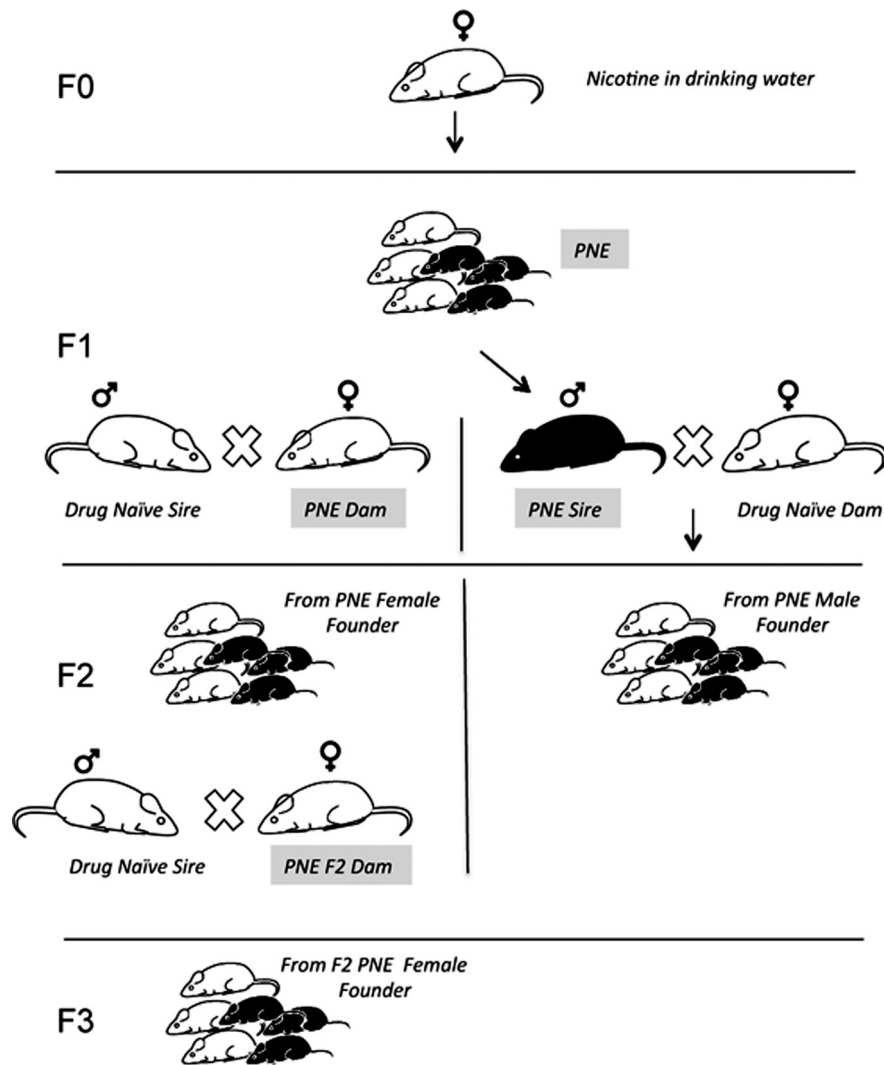 ♀
F0
Nicotine in drinking water
PNE
F1
♂
♀
♂
♀
Drug Naïve Sire
PNE Dam
PNE Sire
Drug Naïve Dam
From PNE Female
Founder
From PNE Male
Founder
F2
♂
♀
Drug Naïve Sire
PNE F2 Dam
From F2 PNE Female
Founder
F3